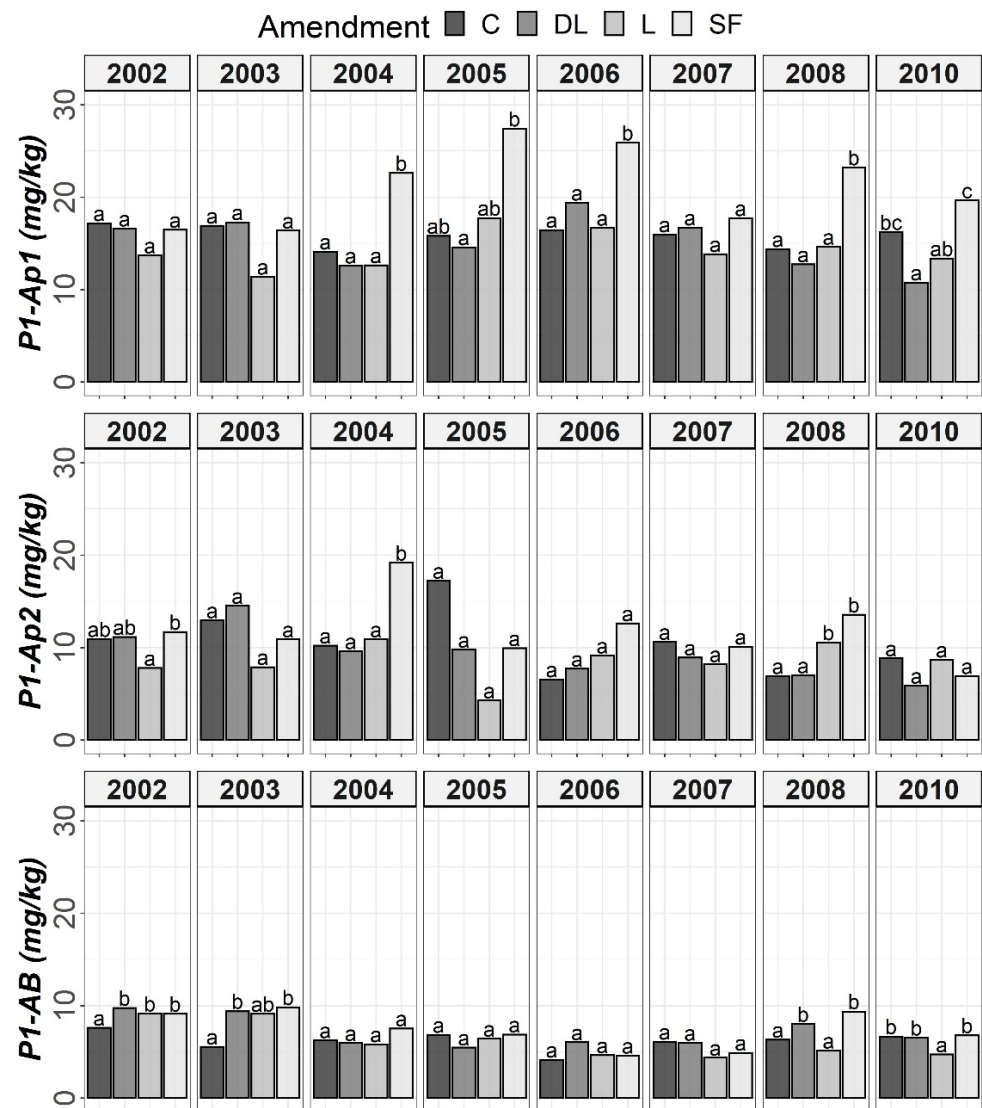 Amendment C DL L SF
2002 2003 2004 2005 2006 2007 2008 2010
P1-Ap1 (mg/kg)
30
20
10
0
a a a a
a a a a
a a a b
ab a ab b
a a a b
a a a a
a a a b
bc a ab c
2002 2003 2004 2005 2006 2007 2008 2010
P1-Ap2 (mg/kg)
30
20
10
0
ab ab a b
a a a a
a a a b
a a a a
a a a a
a a a a
a a b b
a a a a
2002 2003 2004 2005 2006 2007 2008 2010
P1-AB (mg/kg)
30
20
10
0
a b b b
a b ab b
a a a a
a a a a
a a a a
a a a a
a b a b
b b a b